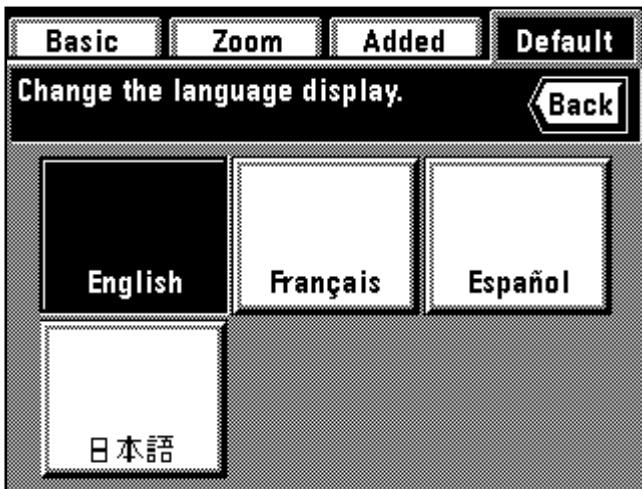 Basic Zoom Added Default
Change the language display.
Back
English Français Español
日本語